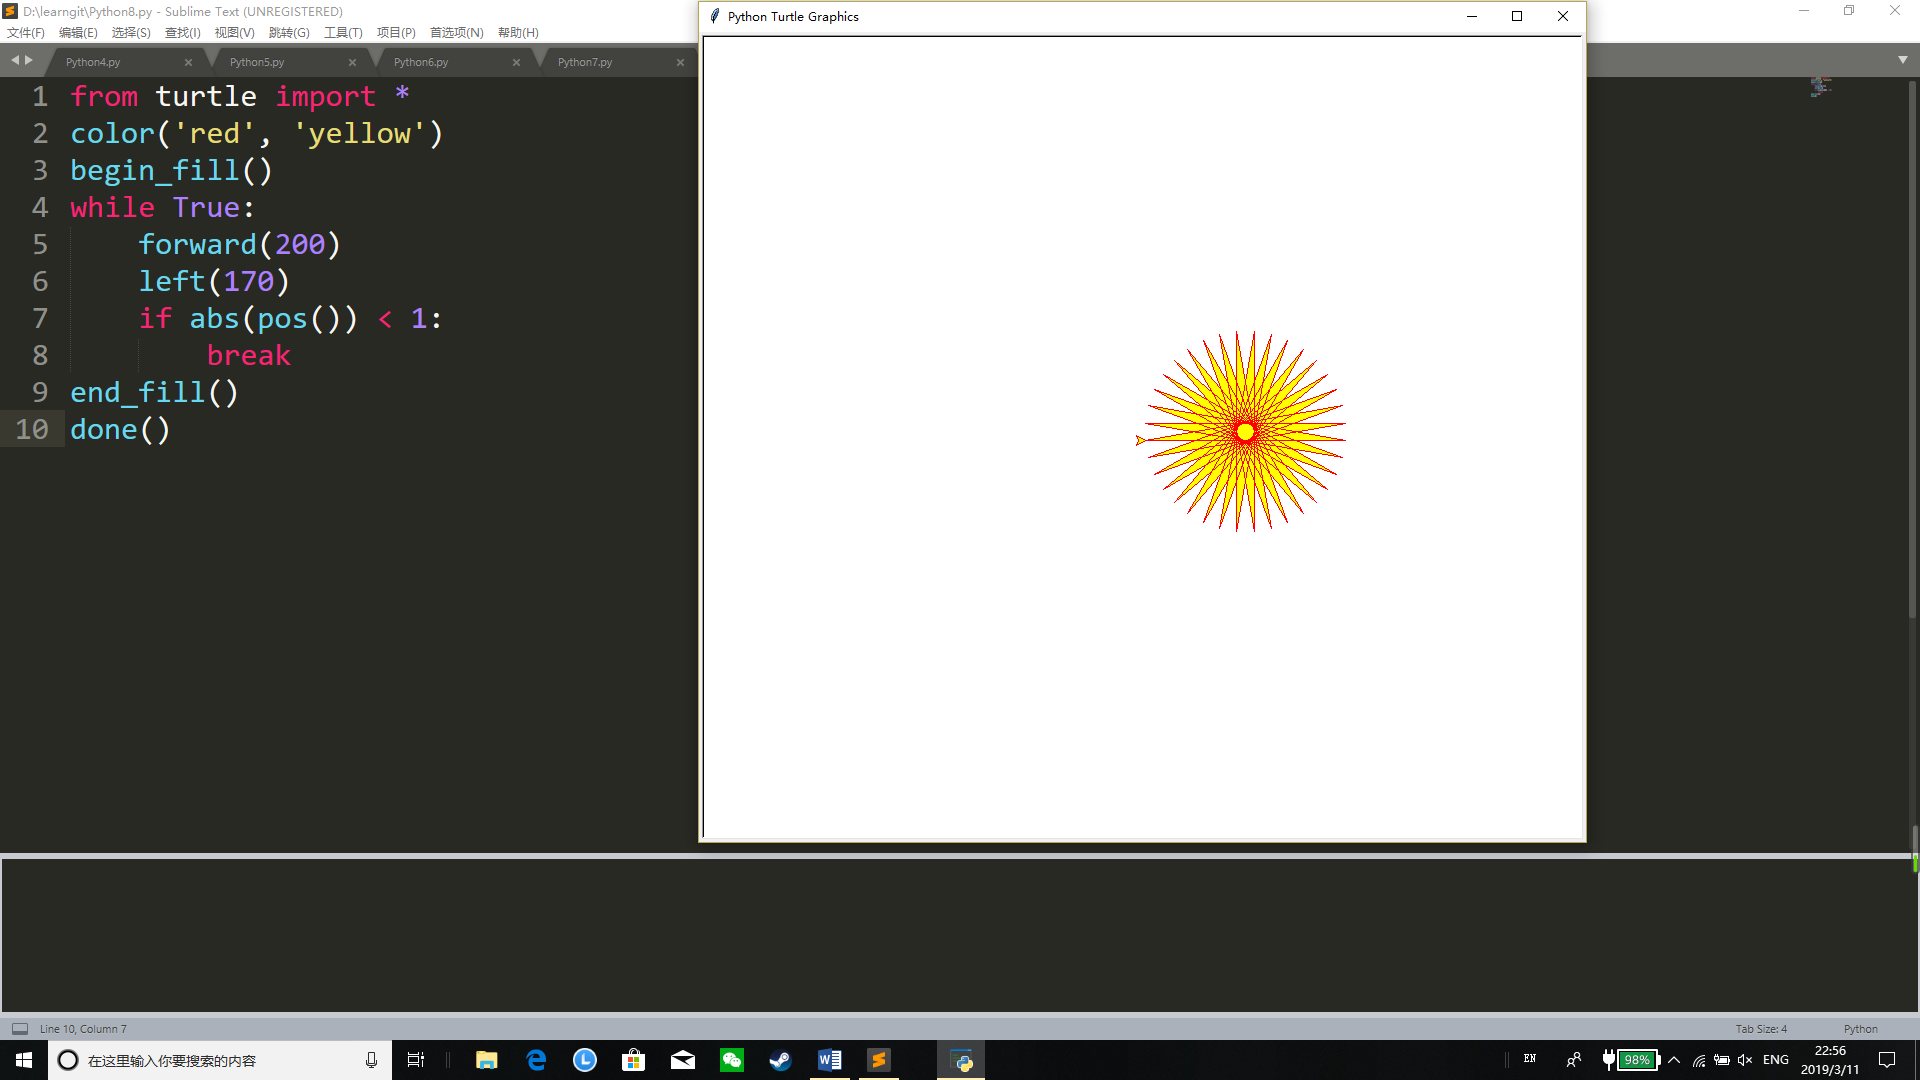 D:\learngit\Python8.py - Sublime Text (UNREGISTERED)
文件(F) 编辑(E) 选择(S) 查找(I) 视图(V) 跳转(G) 工具(T) 项目(P) 首选项(N) 帮助(H)
Python4.py Python5.py Python6.py Python7.py
1 from turtle import *
2 color('red', 'yellow')
3 begin_fill()
4 while True:
5 forward(200)
6 left(170)
7 if abs(pos()) < 1:
8 break
9 end_fill()
10 done()
Python Turtle Graphics
Line 10, Column 7
Tab Size: 4
Python
在这里输入你要搜索的内容
EN
98%
ENG
22:56
2019/3/11